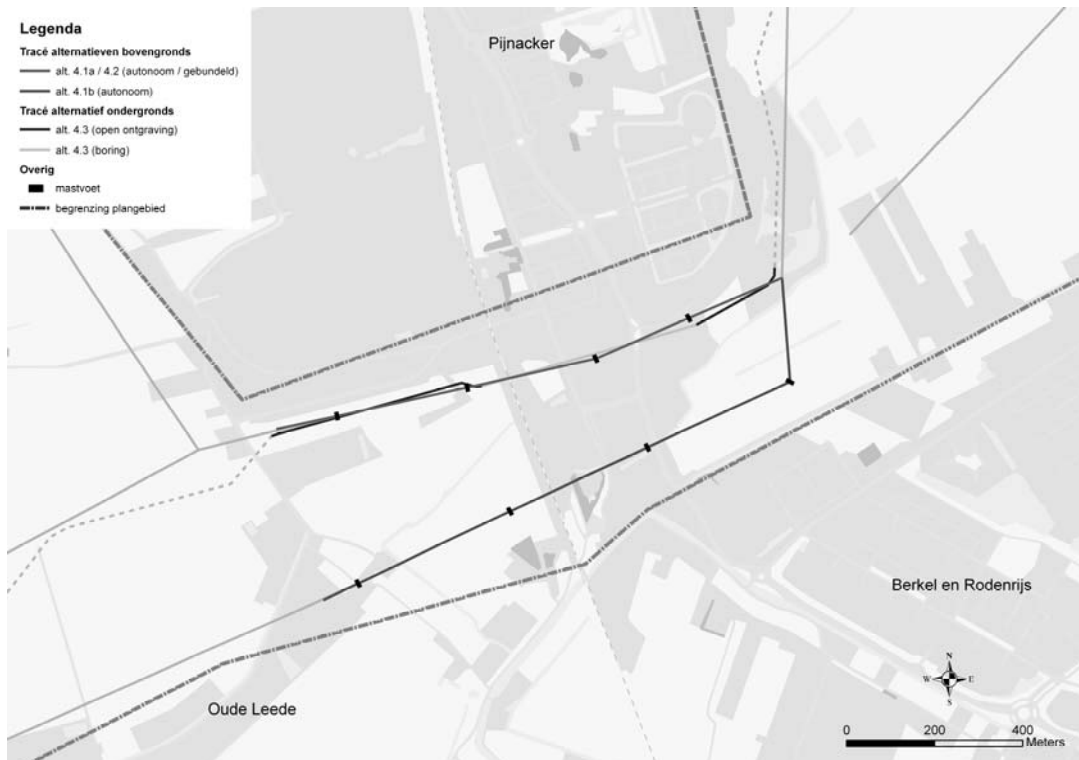 Legenda
Tracé alternatieven bovengronds
alt. 4.1a / 4.2 (autonoom / gebundeld)
alt. 4.1b (autonoom)
Tracé alternatief ondergronds
alt. 4.3 (open ontgraving)
alt. 4.3 (boring)
Overig
mastvoet
begrenzing plangebied
Pijnacker
Berkel en Rodenrijs
Oude Leede
N
W E
S
0 200 400
Meters